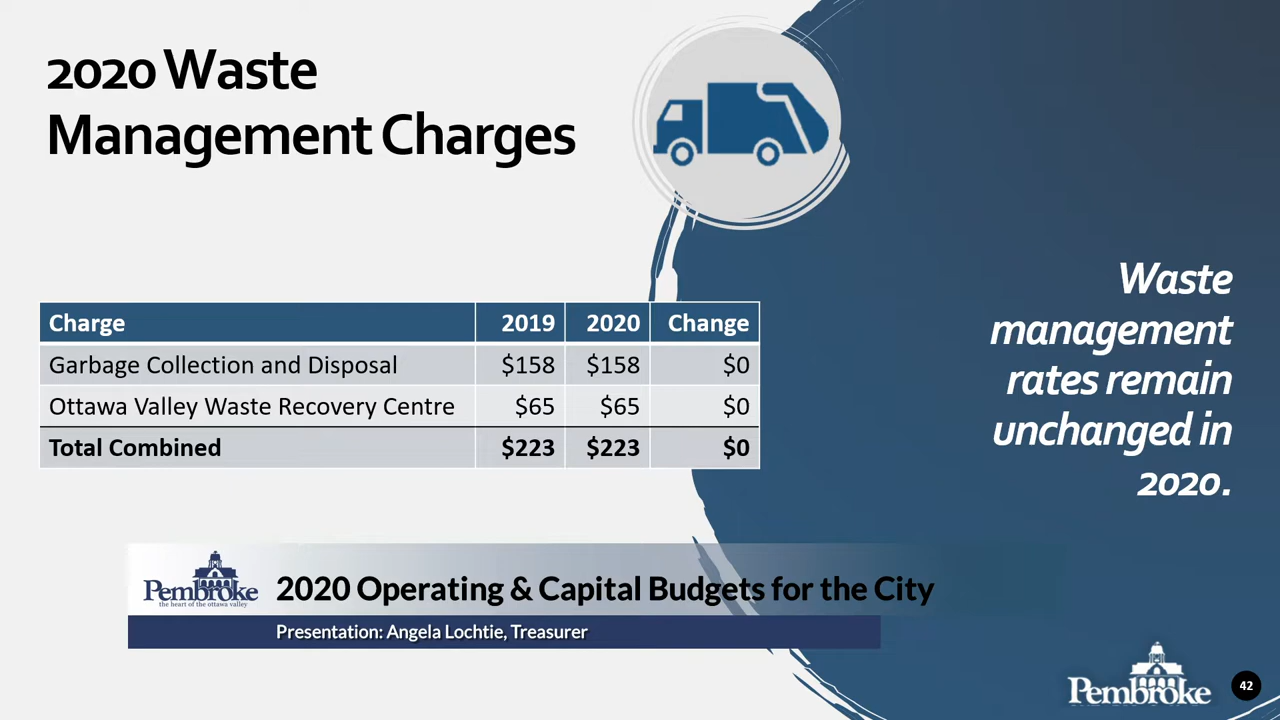 2020 Waste
Management Charges
Waste
management
rates remain
unchanged in
2020.
Charge 2019 2020 Change
Garbage Collection and Disposal $158 $158 $0
Ottawa Valley Waste Recovery Centre $65 $65 $0
Total Combined $223 $223 $0
Pembroke
the heart of the ottawa valley
2020 Operating & Capital Budgets for the City
Presentation: Angela Lochtie, Treasurer
Pembroke
42